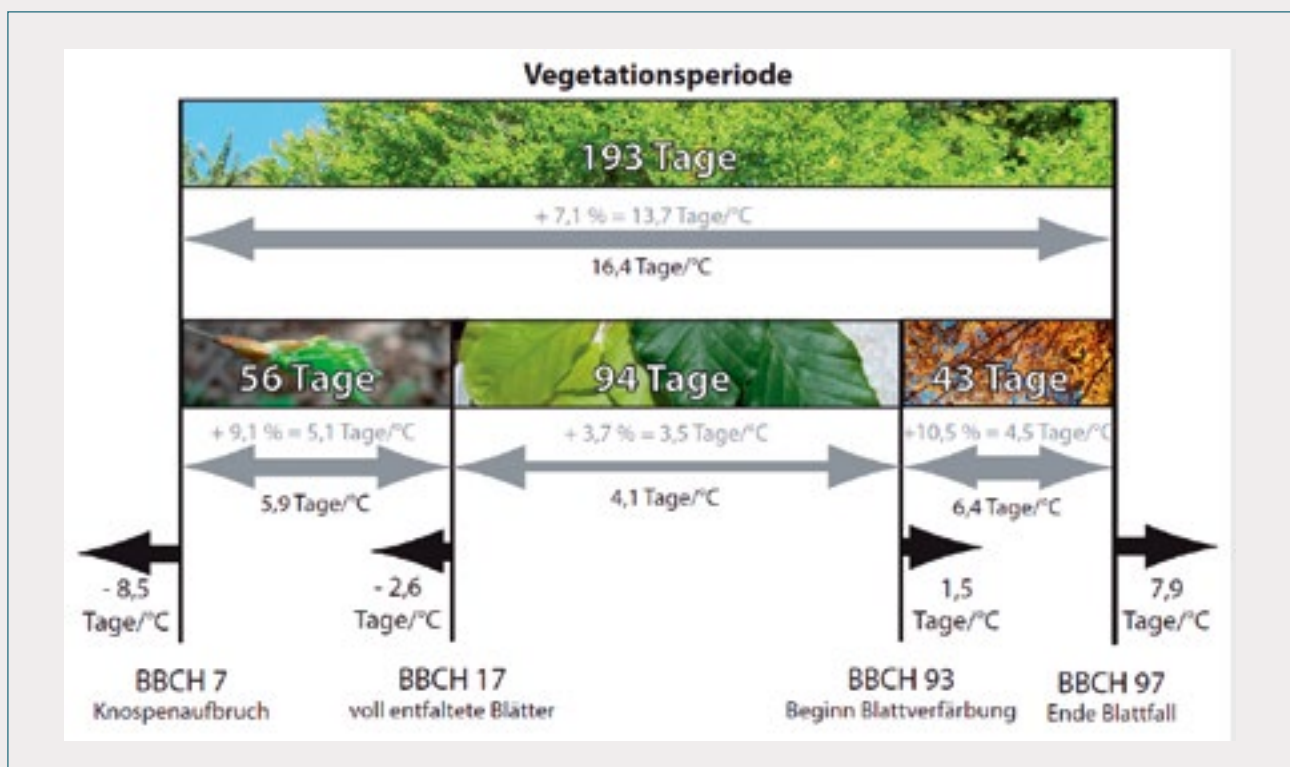 Vegetationsperiode
193 Tage
+ 7,1 % = 13,7 Tage/°C
16,4 Tage/°C
56 Tage
94 Tage
43 Tage
+ 9,1 % = 5,1 Tage/°C
+ 3,7 % = 3,5 Tage/°C
+10,5 % = 4,5 Tage/°C
5,9 Tage/°C
4,1 Tage/°C
6,4 Tage/°C
- 8,5
Tage/°C
- 2,6
Tage/°C
1,5
Tage/°C
7,9
Tage/°C
BBCH 7
Knospenaufbruch
BBCH 17
voll entfaltete Blätter
BBCH 93
Beginn Blattverfärbung
BBCH 97
Ende Blattfall